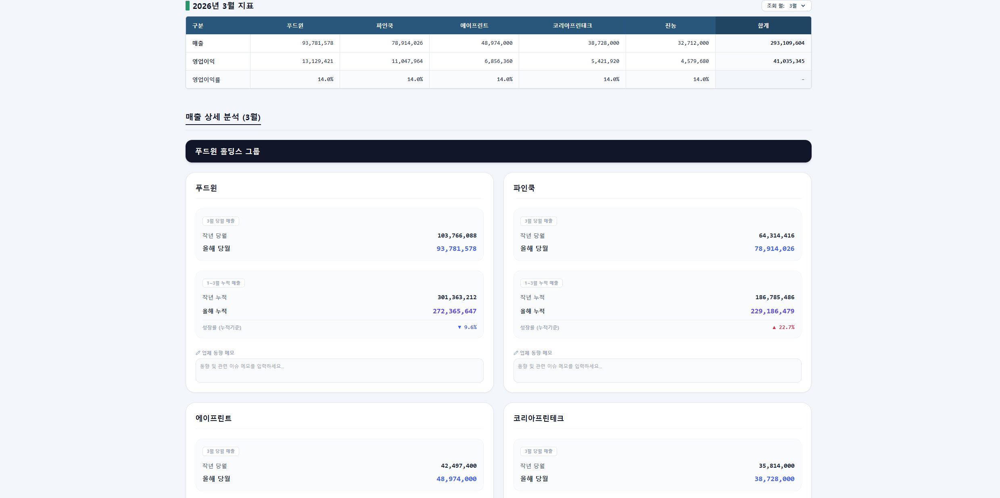 2026년 3월 지표
조회 월: 3월
구분 푸드윈 파인쿡 에이프린트 코리아프린테크 진농 합계
매출 93,781,578 78,914,026 48,974,000 38,728,000 32,712,000 293,109,604
영업이익 13,129,421 11,047,964 6,856,360 5,421,920 4,579,680 41,035,345
영업이익률 14.0% 14.0% 14.0% 14.0% 14.0% -
매출 상세 분석 (3월)
푸드윈 홀딩스 그룹
푸드윈
3월 당월 매출
작년 당월 103,766,088
올해 당월 93,781,578
1~3월 누적 매출
작년 누적 301,363,212
올해 누적 272,365,647
성장률 (누적기준) ▼ 9.6%
업체 동향 메모
동향 및 관련 이슈 메모를 입력하세요...
파인쿡
3월 당월 매출
작년 당월 64,314,416
올해 당월 78,914,026
1~3월 누적 매출
작년 누적 186,785,486
올해 누적 229,186,479
성장률 (누적기준) ▲ 22.7%
업체 동향 메모
동향 및 관련 이슈 메모를 입력하세요...
에이프린트
3월 당월 매출
작년 당월 42,497,400
올해 당월 48,974,000
코리아프린테크
3월 당월 매출
작년 당월 35,814,000
올해 당월 38,728,000